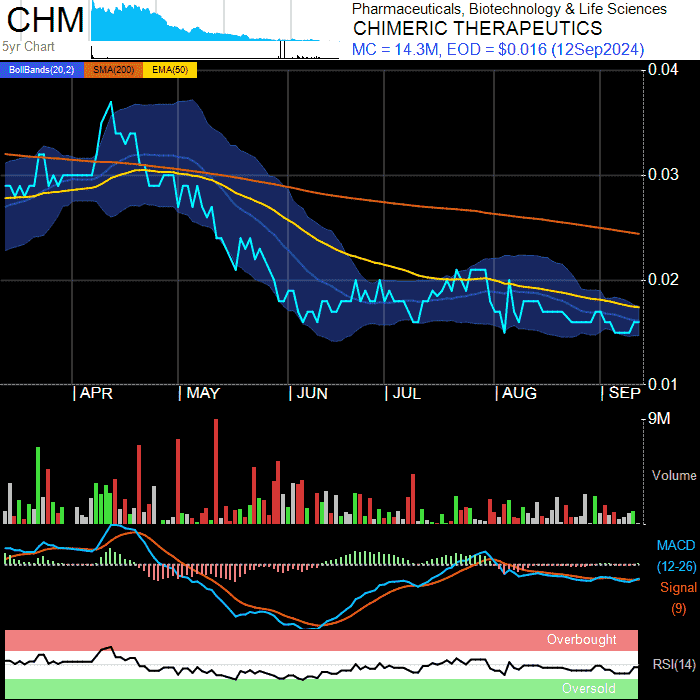 CHM
5yr Chart
Pharmaceuticals, Biotechnology & Life Sciences
CHIMERIC THERAPEUTICS
MC = 14.3M, EOD = $0.016 (12Sep2024)
BollBands(20,2) SMA(200) EMA(50)
0.04
0.03
0.02
0.01
APR MAY JUN JUL AUG SEP
9M
Volume
MACD
(12-26)
Signal
(9)
Overbought
RSI(14)
Oversold